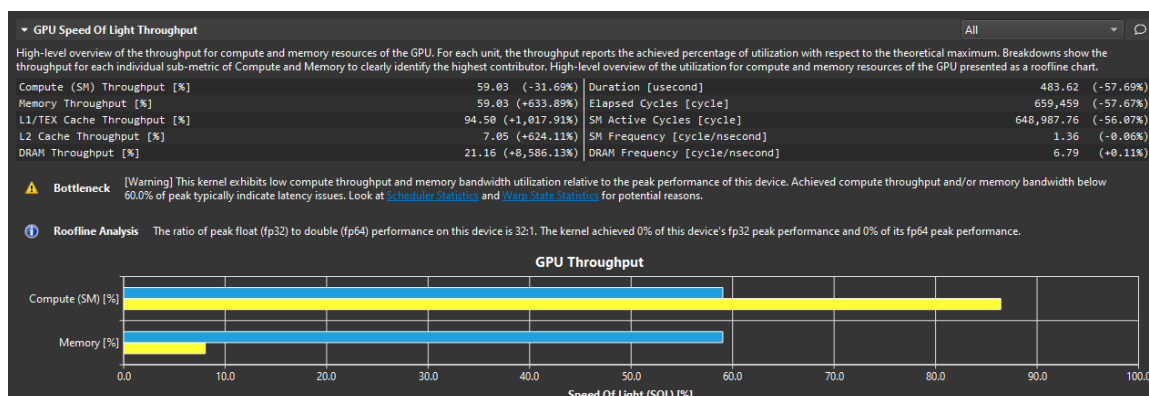 GPU Speed Of Light Throughput
All
High-level overview of the throughput for compute and memory resources of the GPU. For each unit, the throughput reports the achieved percentage of utilization with respect to the theoretical maximum. Breakdowns show the
throughput for each individual sub-metric of Compute and Memory to clearly identify the highest contributor. High-level overview of the utilization for compute and memory resources of the GPU presented as a roofline chart.
Compute (SM) Throughput [%] 59.03 (-31.69%) Duration [usecond] 483.62 (-57.69%)
Memory Throughput [%] 59.03 (+633.89%) Elapsed Cycles [cycle] 659,459 (-57.67%)
L1/TEX Cache Throughput [%] 94.50 (+1,017.91%) SM Active Cycles [cycle] 648,987.76 (-56.07%)
L2 Cache Throughput [%] 7.05 (+624.11%) SM Frequency [cycle/nsecond] 1.36 (-0.06%)
DRAM Throughput [%] 21.16 (+8,586.13%) DRAM Frequency [cycle/nsecond] 6.79 (+0.11%)
Bottleneck [Warning] This kernel exhibits low compute throughput and memory bandwidth utilization relative to the peak performance of this device. Achieved compute throughput and/or memory bandwidth below
60.0% of peak typically indicate latency issues. Look at Scheduler Statistics and Warp State Statistics for potential reasons.
Roofline Analysis The ratio of peak float (fp32) to double (fp64) performance on this device is 32:1. The kernel achieved 0% of this device's fp32 peak performance and 0% of its fp64 peak performance.
GPU Throughput
Compute (SM) [%]
Memory [%]
0.0 10.0 20.0 30.0 40.0 50.0 60.0 70.0 80.0 90.0 100.0
Speed Of Light (SOL) [%]